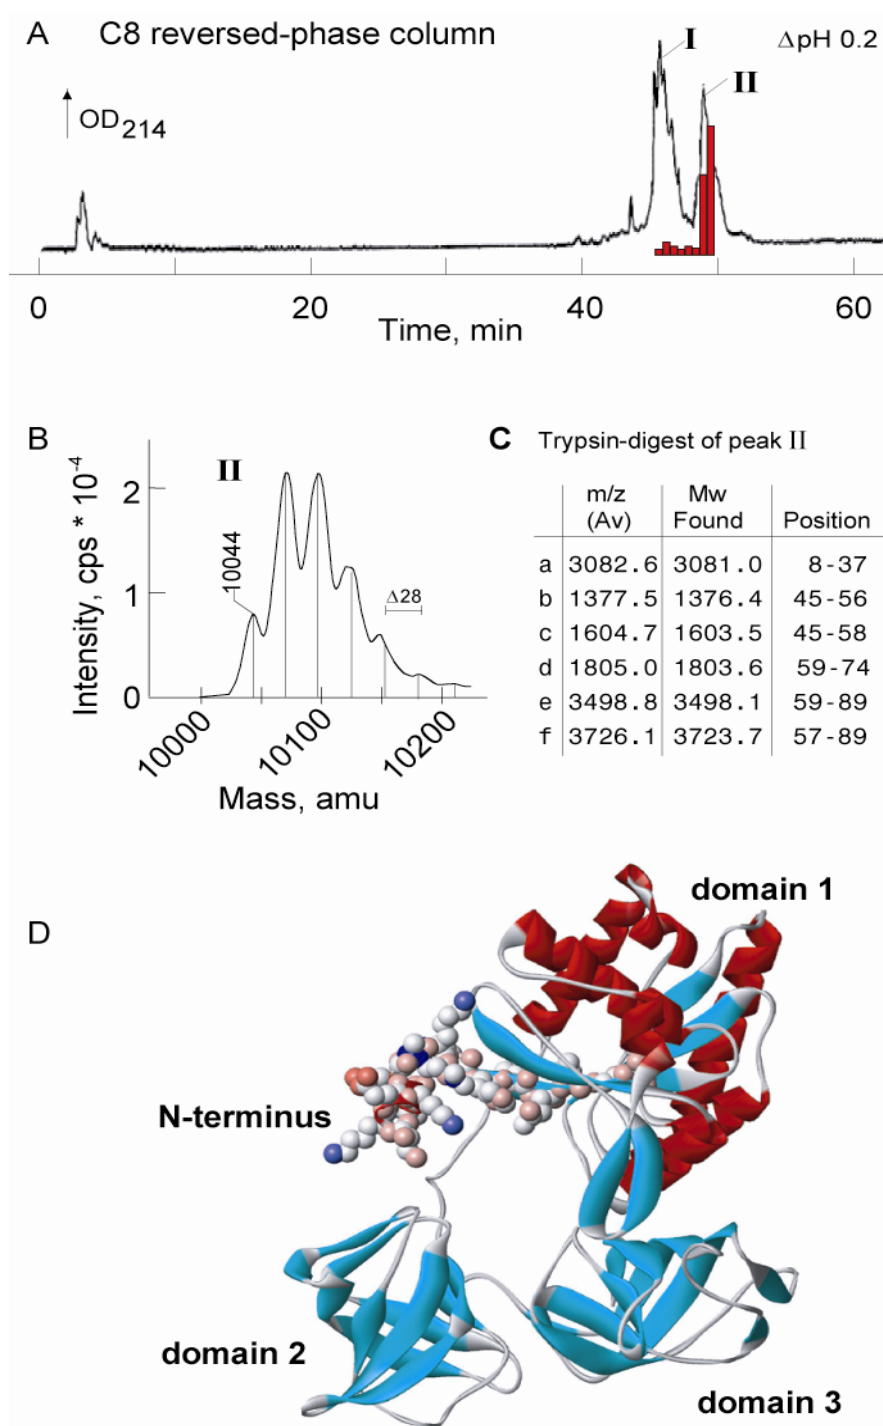 A C8 reversed-phase column ΔpH 0.2
I
II
OD214
0 20 40 60
Time, min
B
II
Intensity, cps * 10-4
2
1
0
10044
Δ28
10000 10100 10200
Mass, amu
C Trypsin-digest of peak II
m/z (Av) Mw Found Position
a 3082.6 3081.0 8-37
b 1377.5 1376.4 45-56
c 1604.7 1603.5 45-58
d 1805.0 1803.6 59-74
e 3498.8 3498.1 59-89
f 3726.1 3723.7 57-89
D
domain 1
N-terminus
domain 2
domain 3